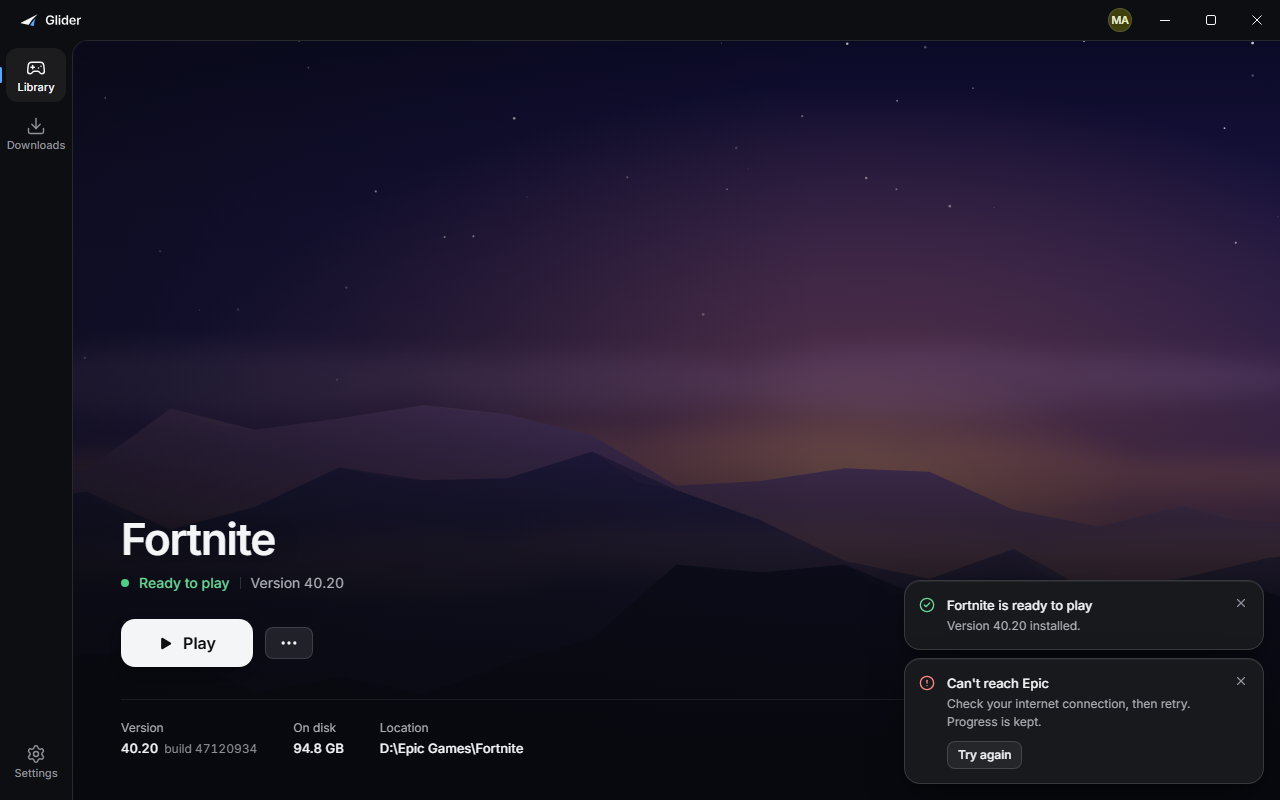 Glider
MA
Library
Downloads
Fortnite
Ready to play
Version 40.20
Play
Version
40.20 build 47120934
On disk
94.8 GB
Location
D:\Epic Games\Fortnite
Settings
Fortnite is ready to play
Version 40.20 installed.
Can't reach Epic
Check your internet connection, then retry.
Progress is kept.
Try again